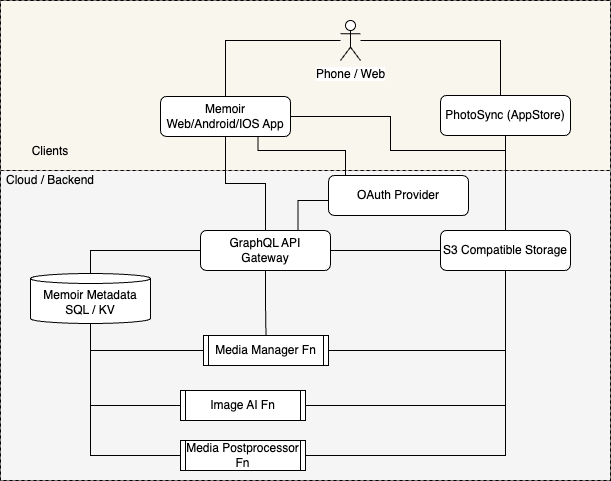 Phone / Web
Memoir
Web/Android/IOS App
PhotoSync (AppStore)
Clients
Cloud / Backend
OAuth Provider
GraphQL API
Gateway
S3 Compatible Storage
Memoir Metadata
SQL / KV
Media Manager Fn
Image AI Fn
Media Postprocessor
Fn